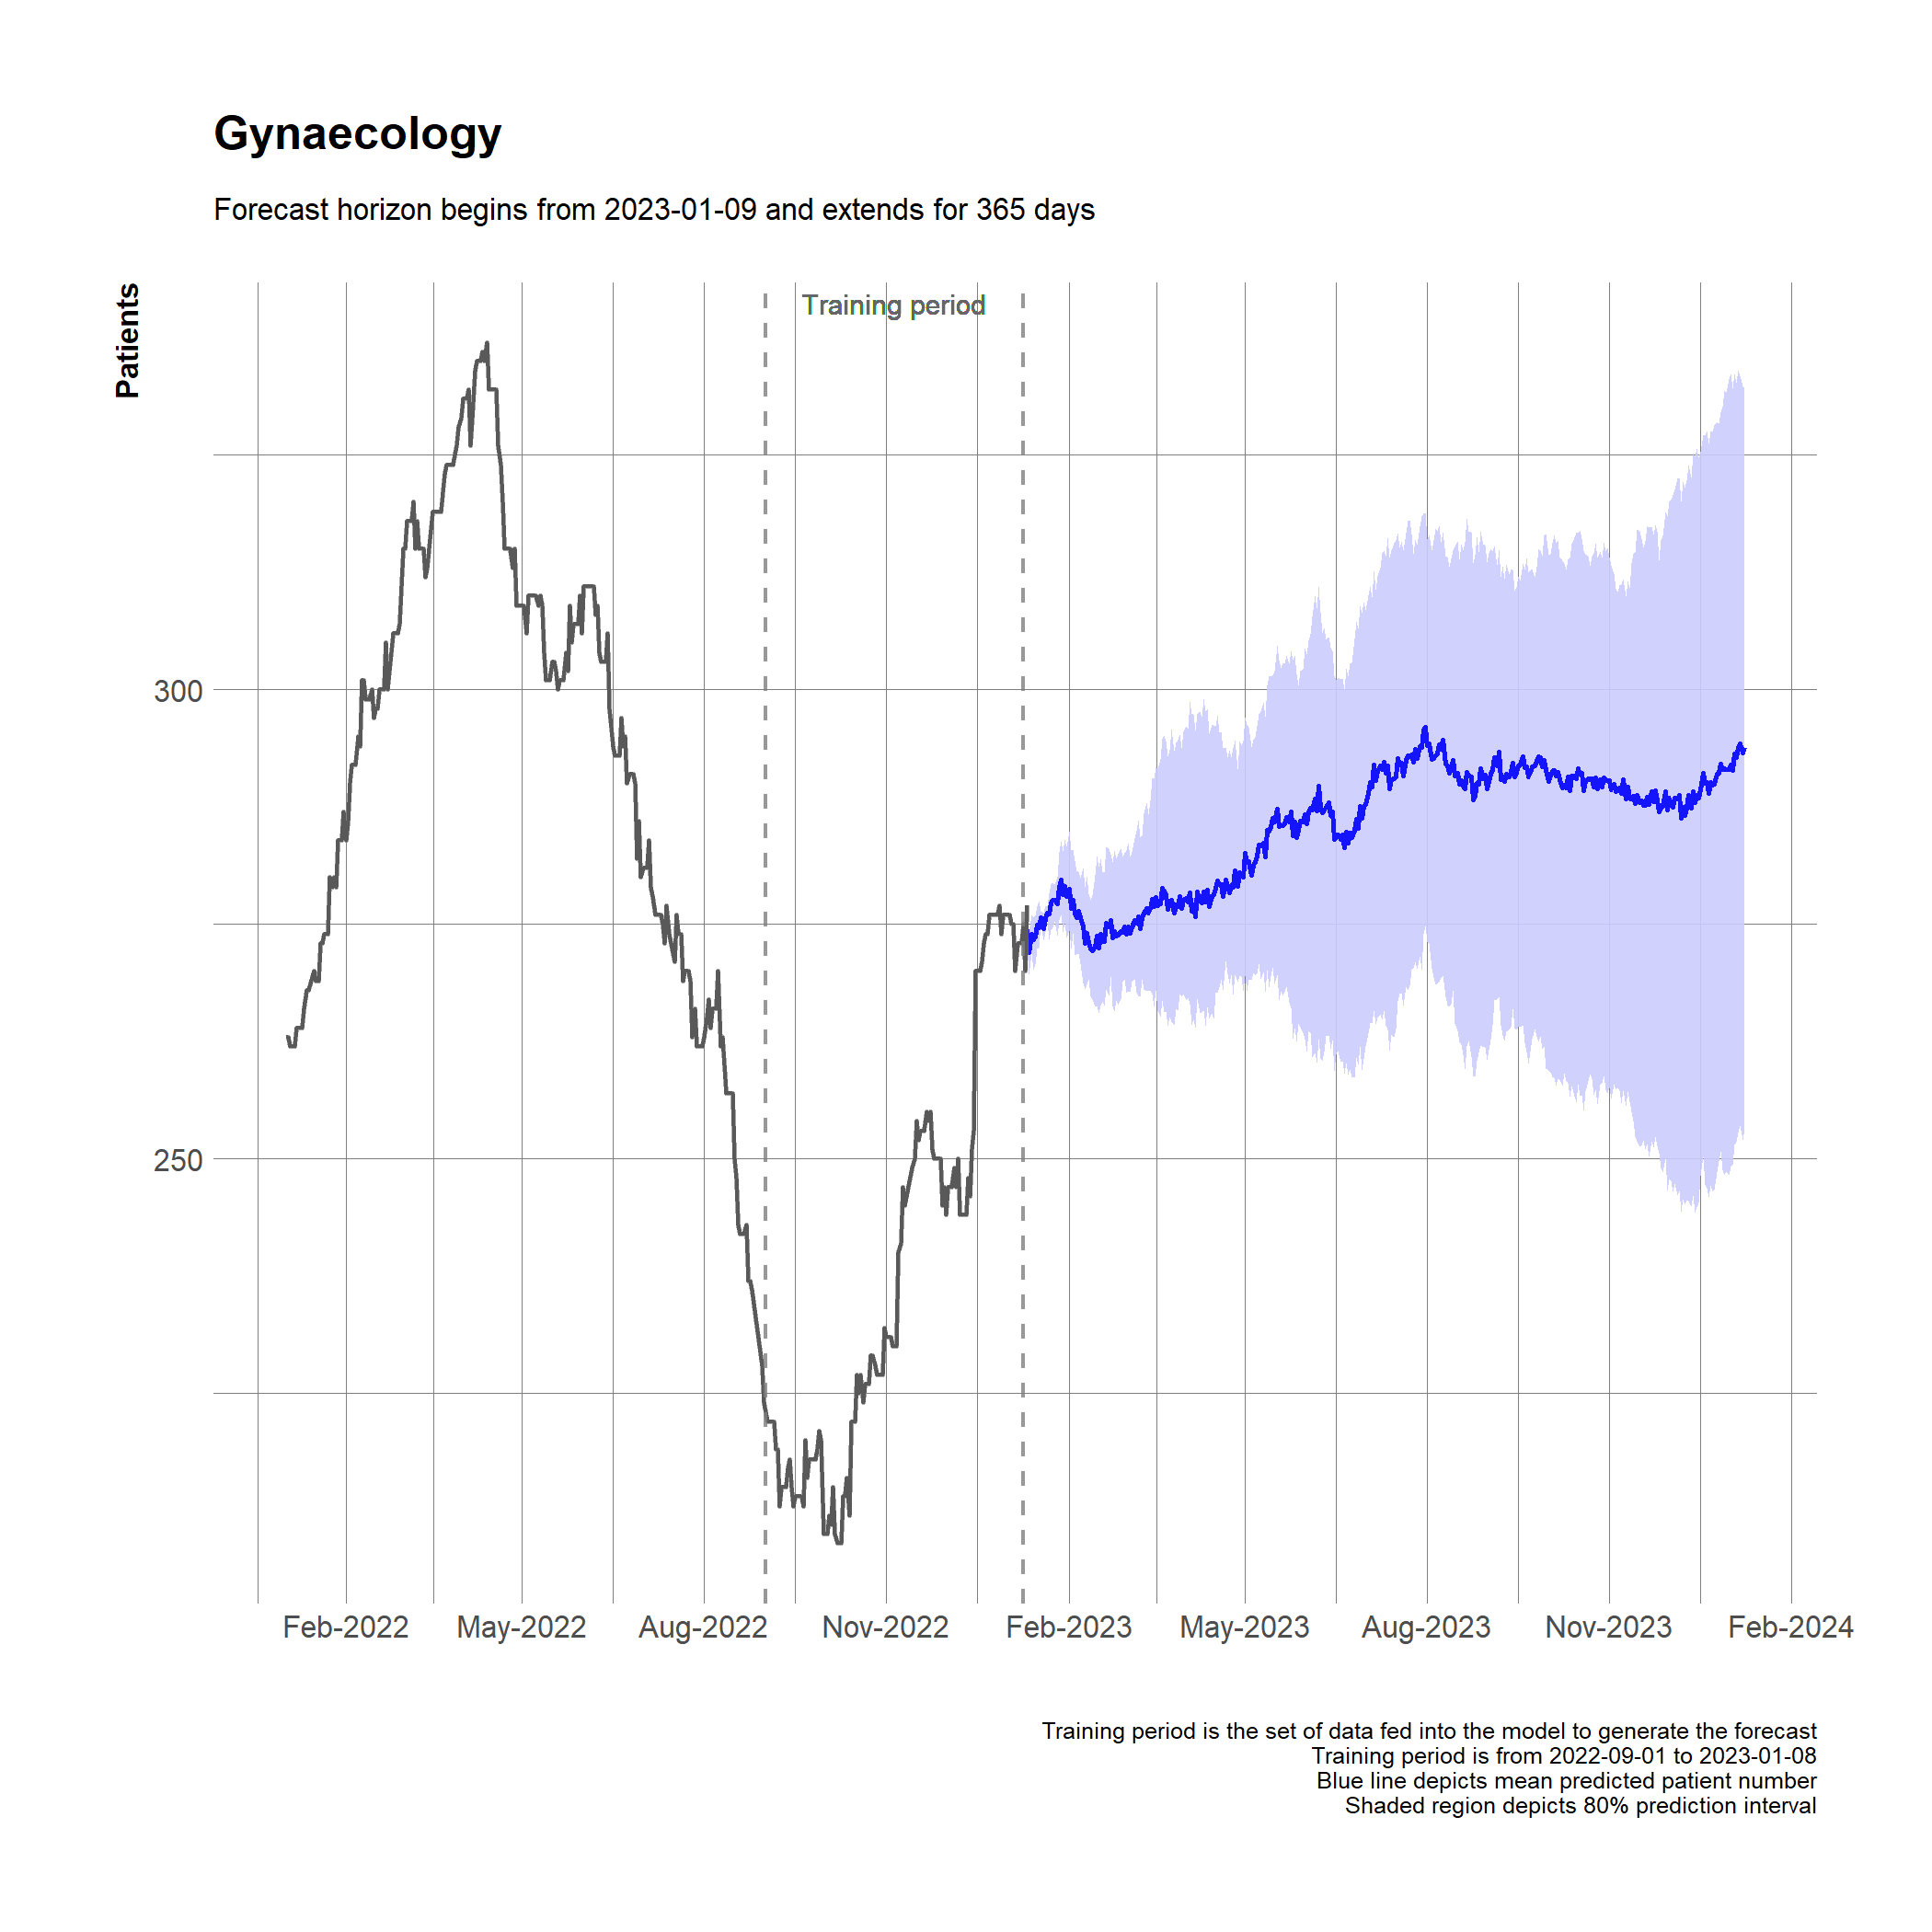 Gynaecology
Forecast horizon begins from 2023-01-09 and extends for 365 days
Patients
Training period
300
250
Feb-2022 May-2022 Aug-2022 Nov-2022 Feb-2023 May-2023 Aug-2023 Nov-2023 Feb-2024
Training period is the set of data fed into the model to generate the forecast
Training period is from 2022-09-01 to 2023-01-08
Blue line depicts mean predicted patient number
Shaded region depicts 80% prediction interval